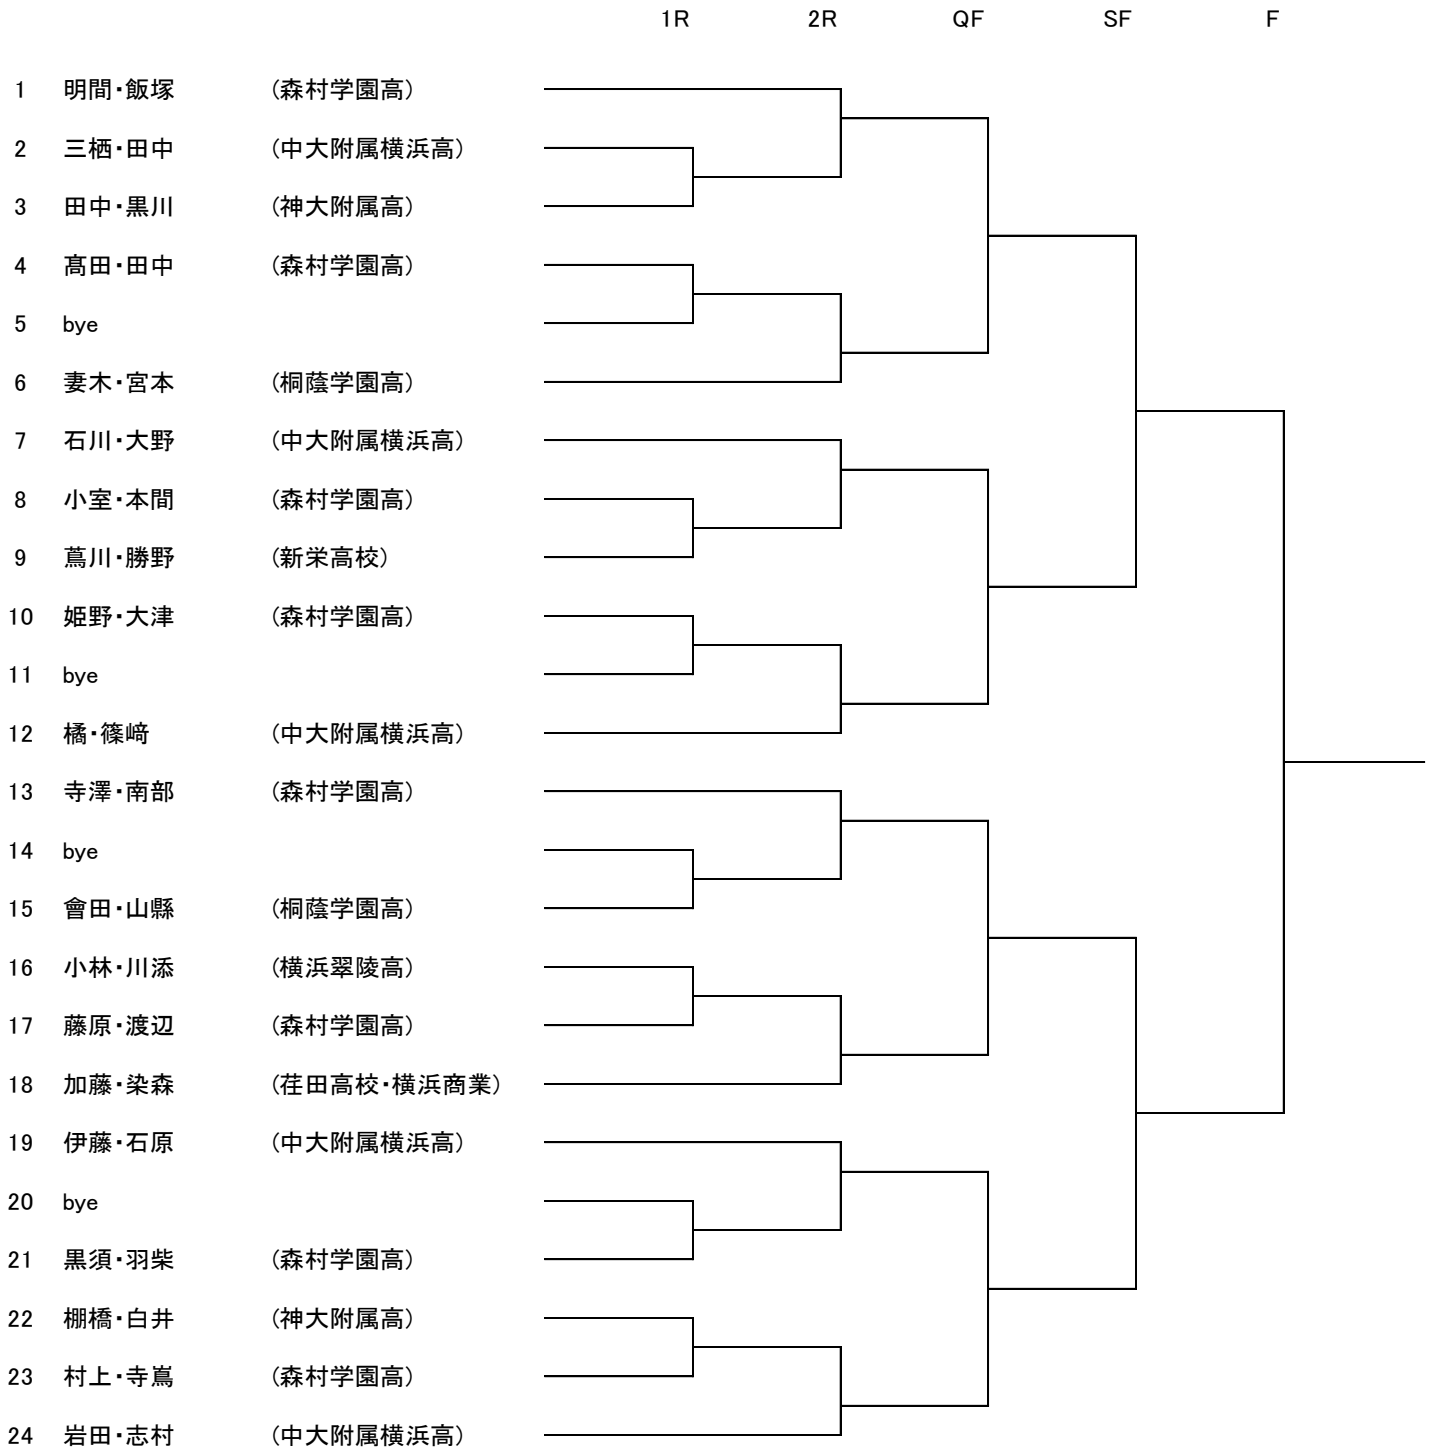 1R 2R QF SF F
1 明間・飯塚 (森村学園高)
2 三栖・田中 (中大附属横浜高)
3 田中・黒川 (神大附属高)
4 髙田・田中 (森村学園高)
5 bye
6 妻木・宮本 (桐蔭学園高)
7 石川・大野 (中大附属横浜高)
8 小室・本間 (森村学園高)
9 蔦川・勝野 (新栄高校)
10 姫野・大津 (森村学園高)
11 bye
12 橘・篠﨑 (中大附属横浜高)
13 寺澤・南部 (森村学園高)
14 bye
15 會田・山縣 (桐蔭学園高)
16 小林・川添 (横浜翠陵高)
17 藤原・渡辺 (森村学園高)
18 加藤・染森 (荏田高校・横浜商業)
19 伊藤・石原 (中大附属横浜高)
20 bye
21 黒須・羽柴 (森村学園高)
22 棚橋・白井 (神大附属高)
23 村上・寺嶌 (森村学園高)
24 岩田・志村 (中大附属横浜高)